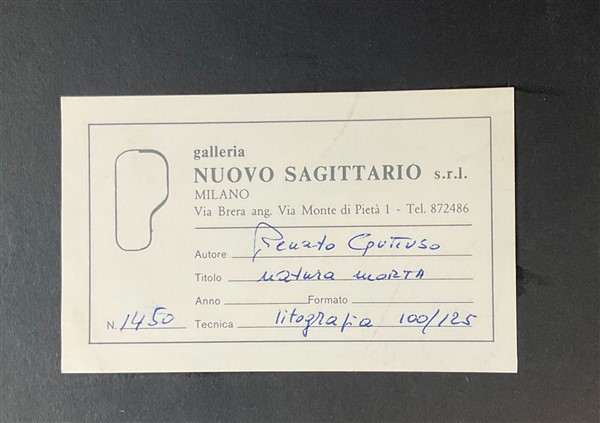 galleria
NUOVO SAGITTARIO s.r.l.
MILANO
Via Brera ang. Via Monte di Pietà 1 - Tel. 872486
Autore Renato Guttuso
Titolo natura morta
Anno Formato
N. 1450 Tecnica litografia 100/125